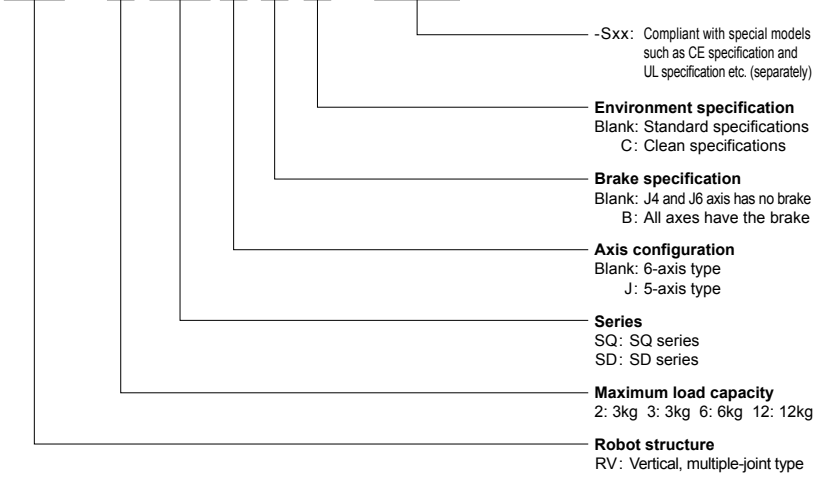 -Sxx: Compliant with special models
such as CE specification and
UL specification etc. (separately)
Environment specification
Blank: Standard specifications
C: Clean specifications
Brake specification
Blank: J4 and J6 axis has no brake
B: All axes have the brake
Axis configuration
Blank: 6-axis type
J: 5-axis type
Series
SQ: SQ series
SD: SD series
Maximum load capacity
2: 3kg 3: 3kg 6: 6kg 12: 12kg
Robot structure
RV: Vertical, multiple-joint type